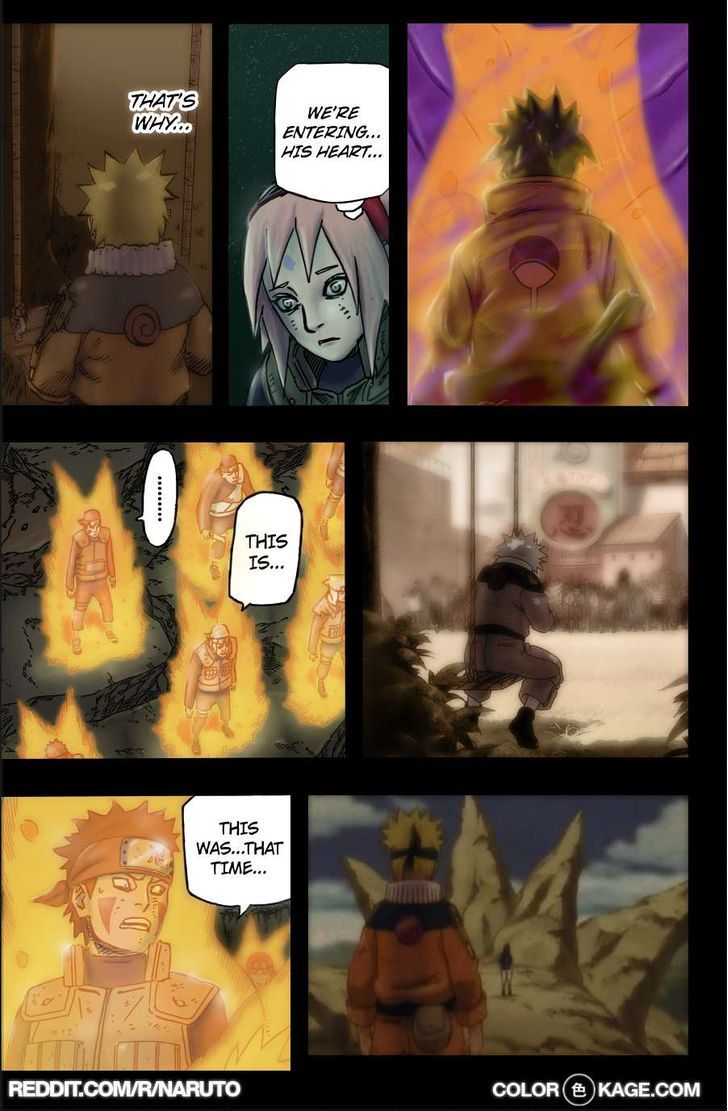 WE'RE
ENTERING...
HIS HEART...
THAT'S
WHY...
忍
THIS
IS...
.........
THIS
WAS...THAT
TIME...
REDDIT.COM/R/NARUTO
COLOR 色 KAGE.COM